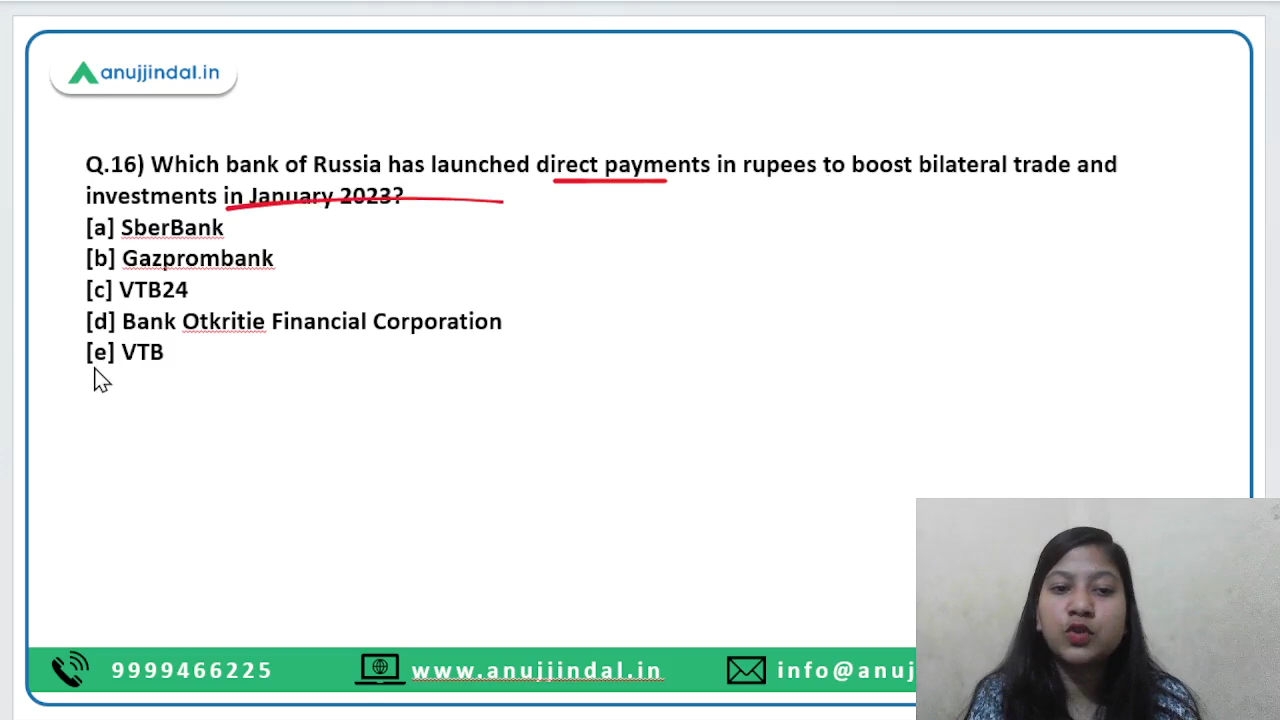 anujjindal.in
Q.16) Which bank of Russia has launched direct payments in rupees to boost bilateral trade and
investments in January 2023?
[a] SberBank
[b] Gazprombank
[c] VTB24
[d] Bank Otkritie Financial Corporation
[e] VTB
9999466225
www.anujjindal.in
info@anuj